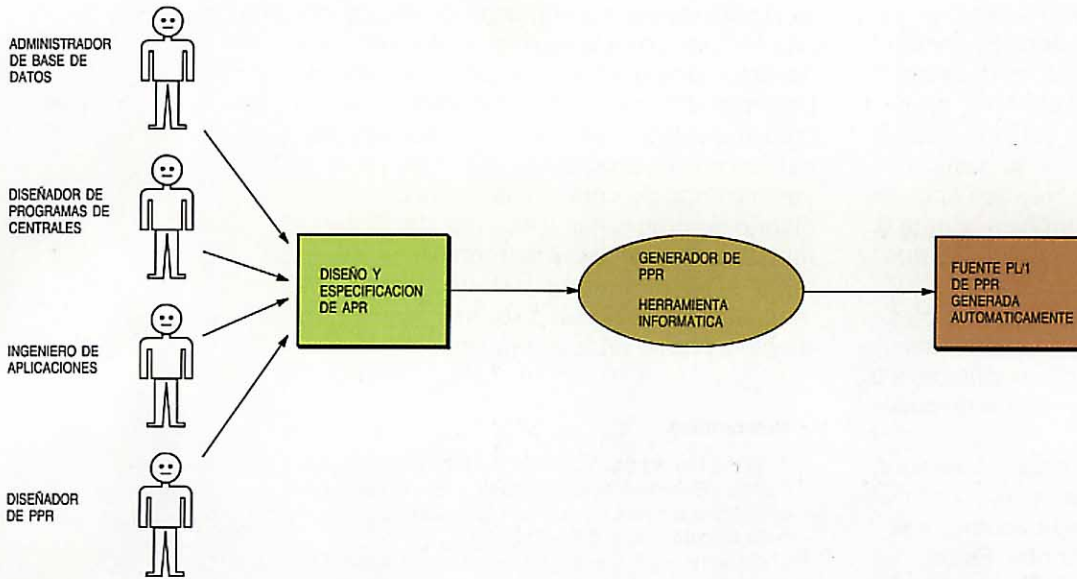 ADMINISTRADOR
DE BASE DE
DATOS
DISEÑADOR DE
PROGRAMAS DE
CENTRALES
INGENIERO DE
APLICACIONES
DISEÑADOR
DE PPR
DISEÑO Y
ESPECIFICACION
DE APR
GENERADOR DE
PPR
HERRAMIENTA
INFORMÁTICA
FUENTE PL/1
DE PPR
GENERADA
AUTOMATICAMENTE